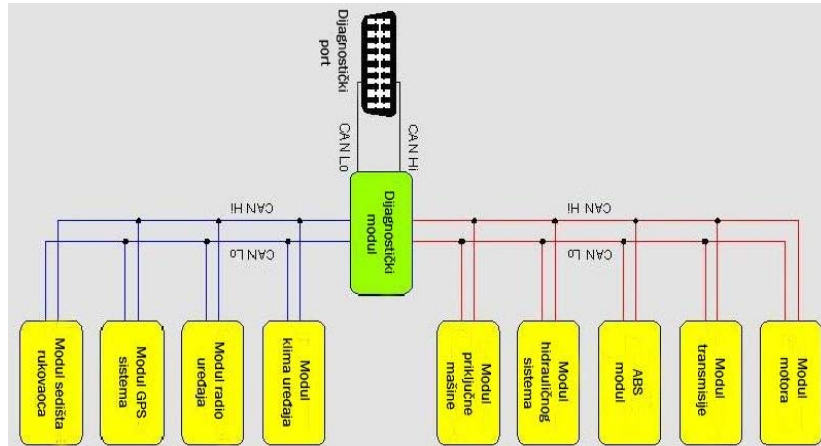 Dijagnostički
port
CAN L0
CAN Hi
Dijagnostički
modul
CAN Hi
CAN Lo
CAN Hi
CAN Lo
Modul sedišta
rukovaoca
Modul GPS
sistema
Modul radio
uređaja
Modul
klima uređaja
Modul
priključne
mašine
Modul
hidrauličnog
sistema
ABS
modul
Modul
transmisije
Modul
motora